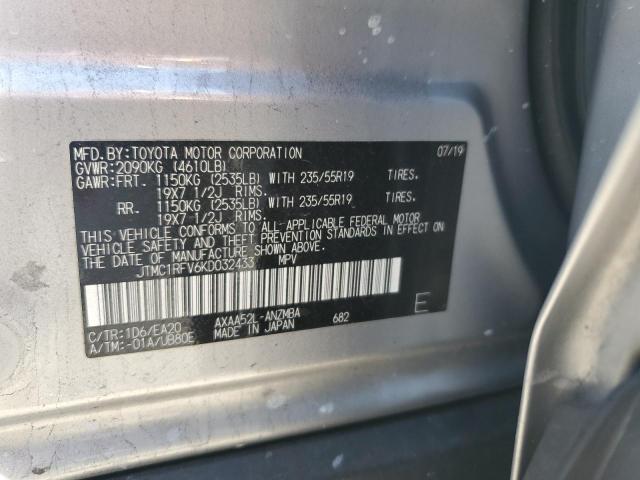 MFD.BY:TOYOTA MOTOR CORPORATION 07/19
GVWR:2090KG (4610LB)
GAWR:FRT. 1150KG (2535LB) WITH 235/55R19 TIRES.
19X7 1/2J RIMS.
RR. 1150KG (2535LB) WITH 235/55R19 TIRES.
19X7 1/2J RIMS.
THIS VEHICLE CONFORMS TO ALL APPLICABLE FEDERAL MOTOR
VEHICLE SAFETY AND THEFT PREVENTION STANDARDS IN EFFECT ON
THE DATE OF MANUFACTURE SHOWN ABOVE.
JTMC1RFV6KD032433 MPV
E
C/TR:1D6/EA20 AXAA52L-ANZMBA 682
A/TM:-01A/UB80E MADE IN JAPAN